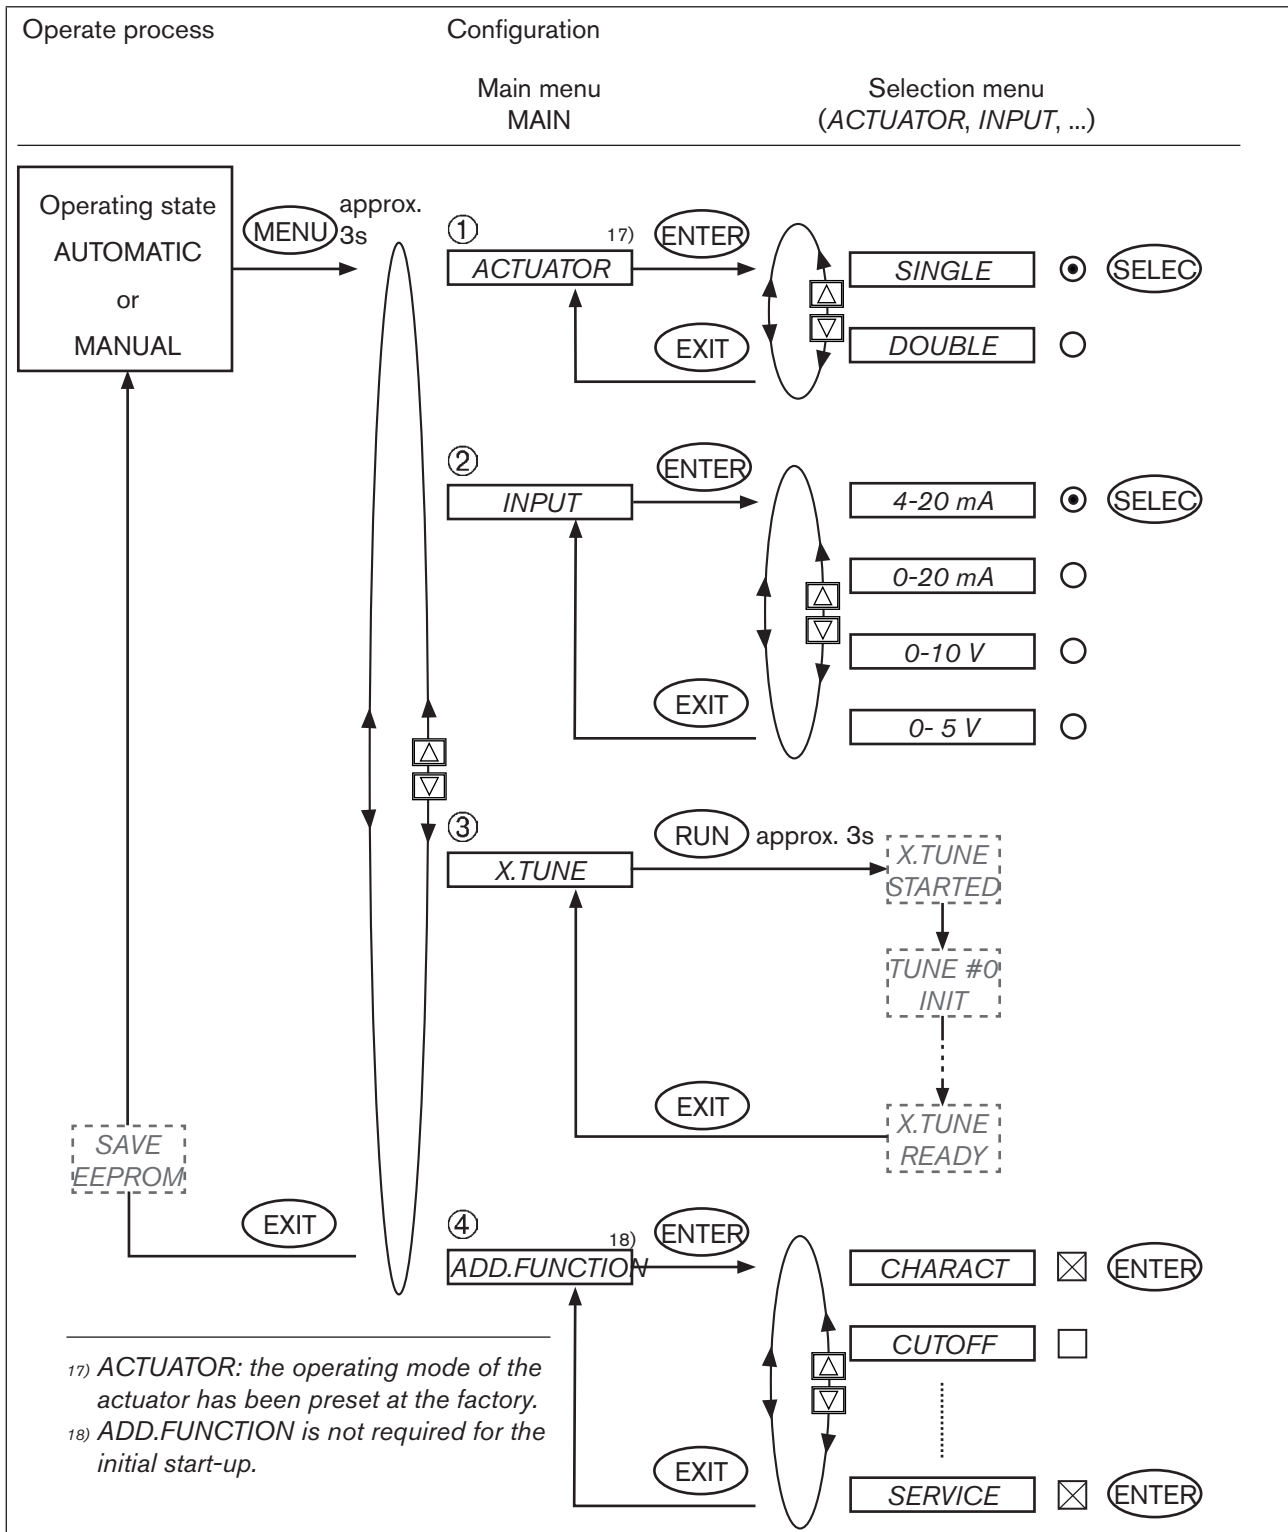 Operate process
Configuration
Main menu
MAIN
Selection menu
(ACTUATOR, INPUT, ...)
Operating state
AUTOMATIC
or
MANUAL
MENU
approx.
3s
①
ACTUATOR
17)
ENTER
EXIT
SINGLE
SELEC
DOUBLE
②
INPUT
ENTER
EXIT
4-20 mA
SELEC
0-20 mA
0-10 V
0- 5 V
③
X.TUNE
RUN
approx. 3s
X.TUNE
STARTED
TUNE #0
INIT
X.TUNE
READY
EXIT
SAVE
EEPROM
EXIT
④
ADD.FUNCTION
18)
ENTER
EXIT
CHARACT
ENTER
CUTOFF
SERVICE
ENTER
17) ACTUATOR: the operating mode of the
actuator has been preset at the factory.
18) ADD.FUNCTION is not required for the
initial start-up.